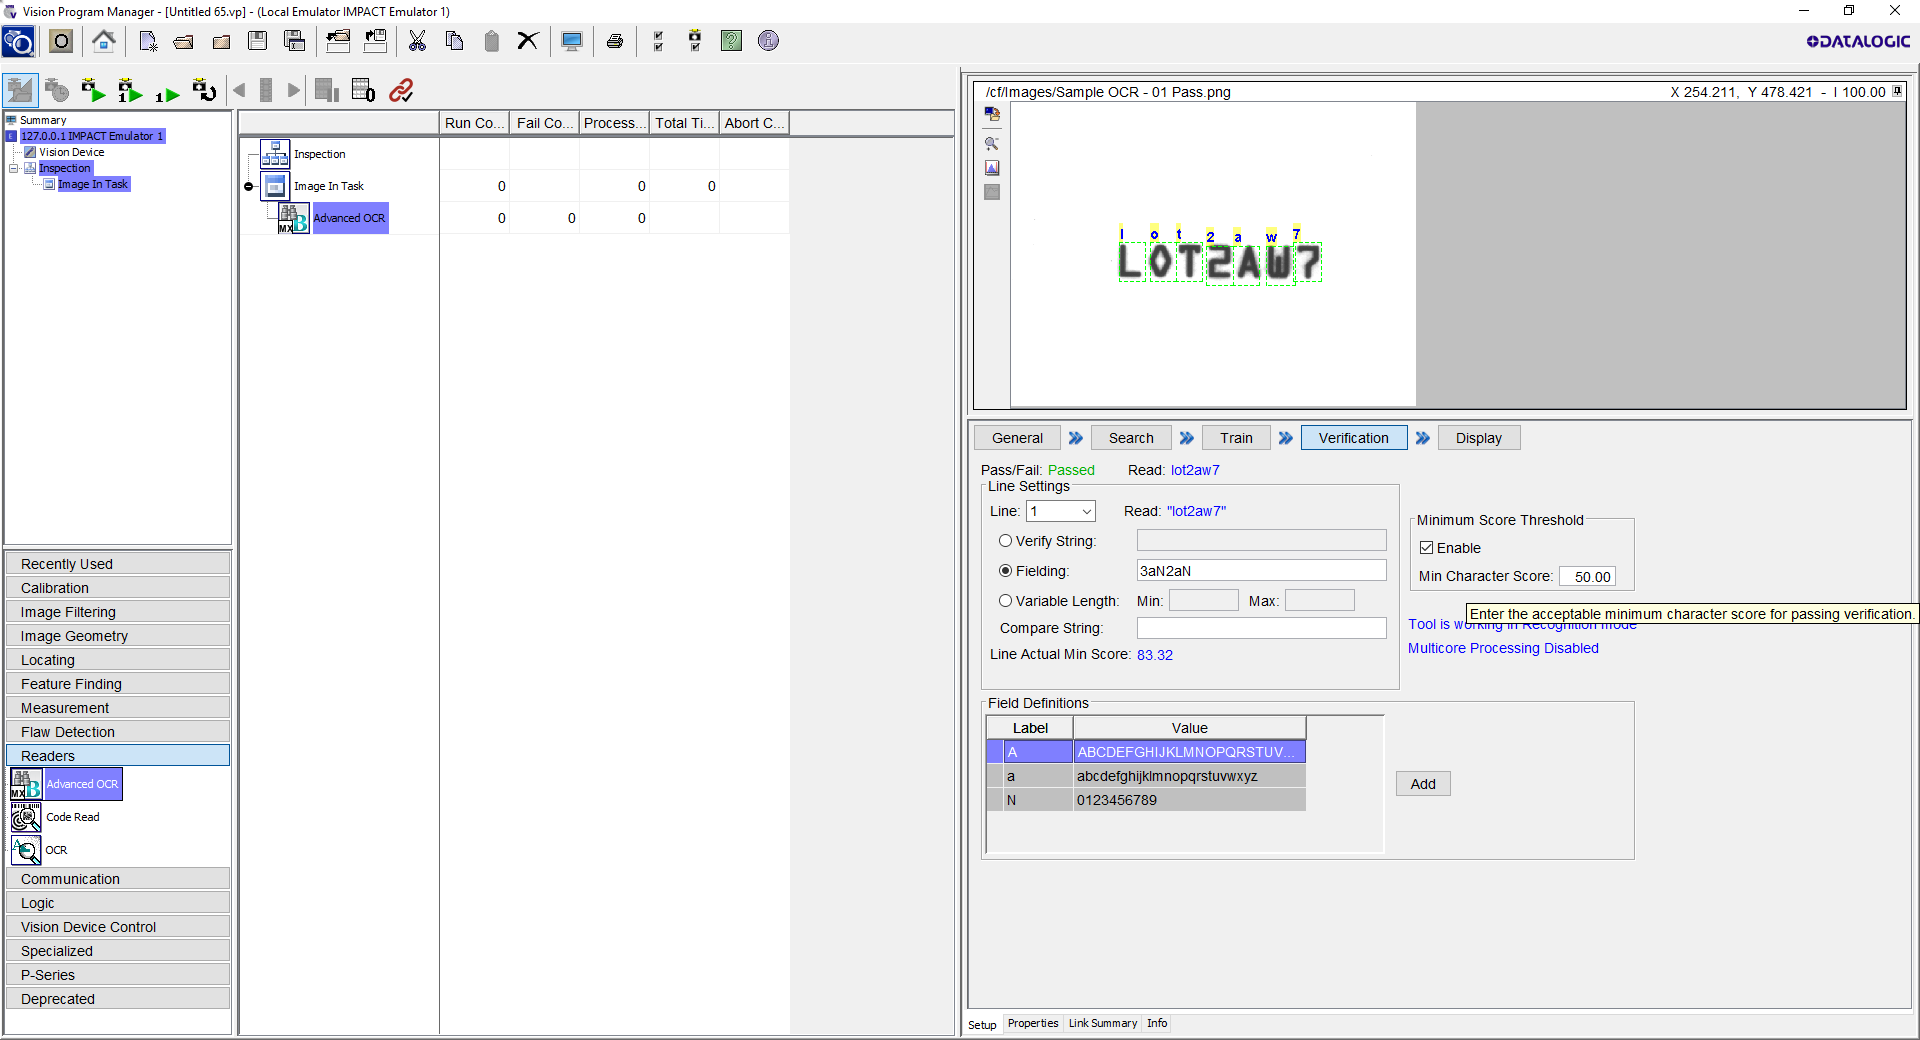 Vision Program Manager - [Untitled 65.vp] - (Local Emulator IMPACT Emulator 1)
DATALOGIC
Summary
127.0.0.1 IMPACT Emulator 1
Vision Device
Inspection
Image In Task
Run Co... Fail Co... Process... Total Ti... Abort C...
Inspection
Image In Task 0 0 0
Advanced OCR 0 0 0
Recently Used
Calibration
Image Filtering
Image Geometry
Locating
Feature Finding
Measurement
Flaw Detection
Readers
Advanced OCR
Code Read
OCR
Communication
Logic
Vision Device Control
Specialized
P-Series
Deprecated
/cf/Images/Sample OCR - 01 Pass.png X 254.211, Y 478.421 - I 100.00
l o t 2 a w 7
LOT2AW7
General Search Train Verification Display
Pass/Fail: Passed Read: lot2aw7
Line Settings
Line: 1 Read: "lot2aw7"
Verify String:
Fielding: 3aN2aN
Variable Length: Min: Max:
Compare String:
Line Actual Min Score: 83.32
Minimum Score Threshold
Enable
Min Character Score: 50.00
Enter the acceptable minimum character score for passing verification.
Tool is working in Recognition mode
Multicore Processing Disabled
Field Definitions
Label Value
A ABCDEFGHIJKLMNOPQRSTUV...
a abcdefghijklmnopqrstuvwxyz
N 0123456789
Add
Setup Properties Link Summary Info